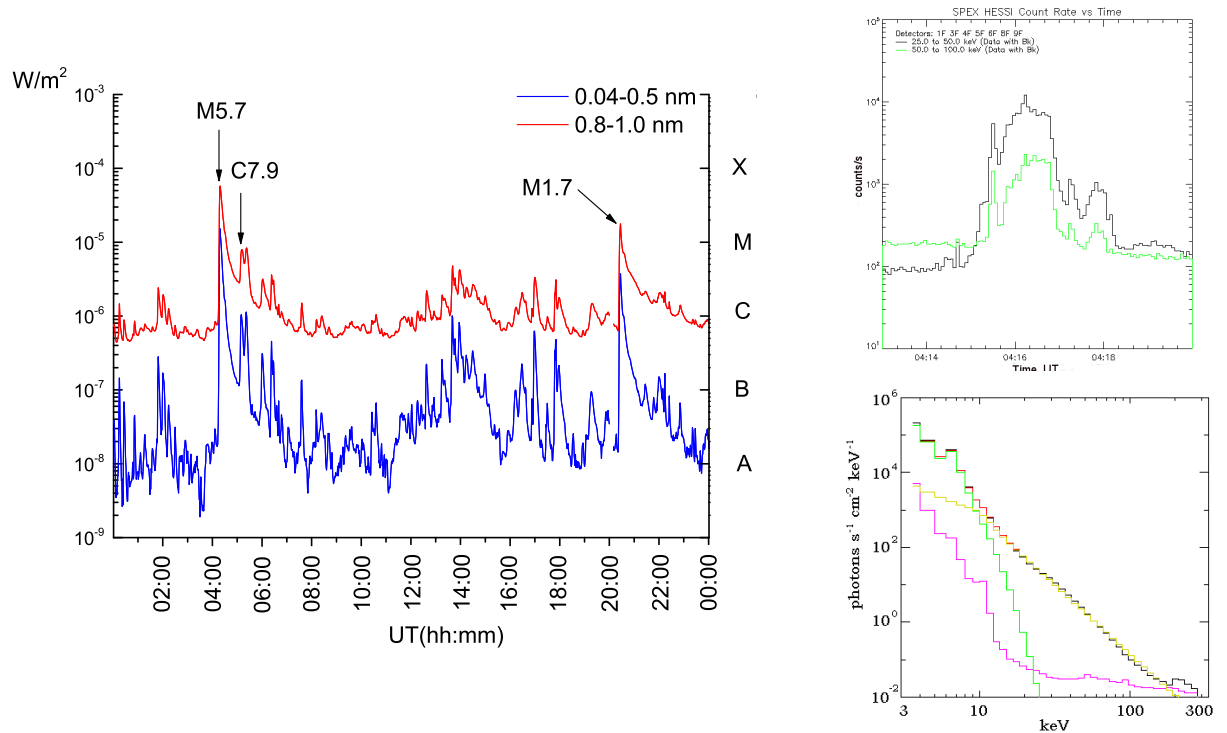 W/m2
10-3
10-4
10-5
10-6
10-7
10-8
10-9
M5.7
C7.9
M1.7
0.04-0.5 nm
0.8-1.0 nm
X
M
C
B
A
02:00
04:00
06:00
08:00
10:00
12:00
14:00
16:00
18:00
20:00
22:00
00:00
UT(hh:mm)
SPEX HESSI Count Rate vs Time
Detectors: 1F 3F 4F 5F 6F 8F 9F
25.0 to 50.0 keV (Data with Bk)
50.0 to 100.0 keV (Data with Bk)
counts/s
105
104
103
102
101
04:14
04:16
04:18
Time UT
photons s-1 cm-2 keV-1
106
104
102
100
10-2
3
10
100
300
keV